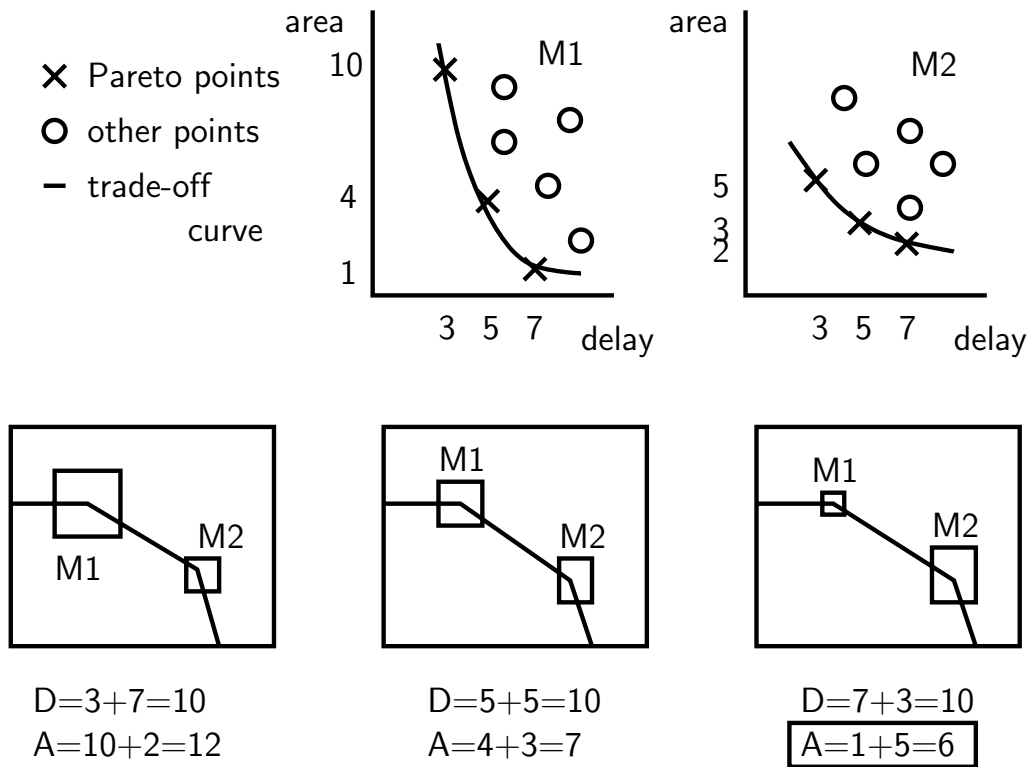 Pareto points
other points
trade-off
curve
area
10
4
1
M1
3 5 7
delay
area
5
3
2
M2
3 5 7
delay
M1
M2
D=3+7=10
A=10+2=12
M1
M2
D=5+5=10
A=4+3=7
M1
M2
D=7+3=10
A=1+5=6